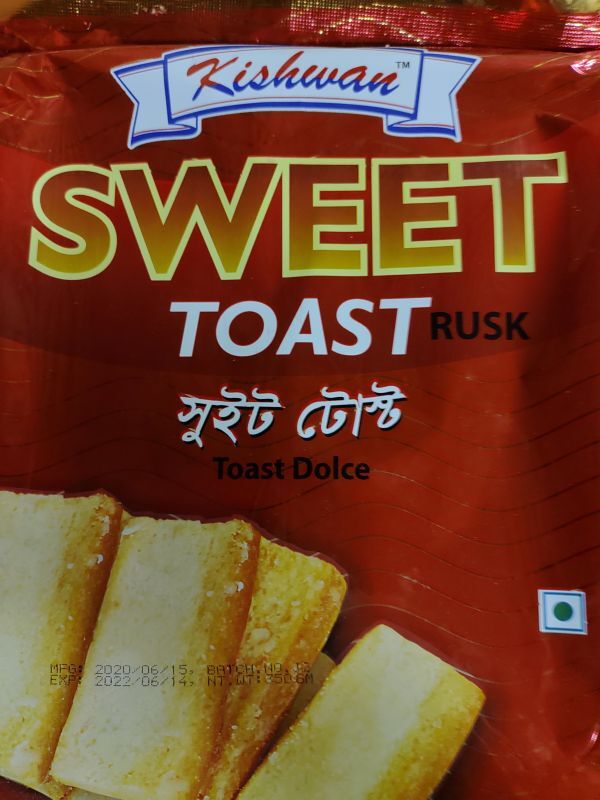 Kishwan™
SWEET
TOAST RUSK
সুইট টোস্ট
Toast Dolce
MFG: 2020/06/15, BATCH.NO.
EXP: 2022/06/14, NT.WT:350GM